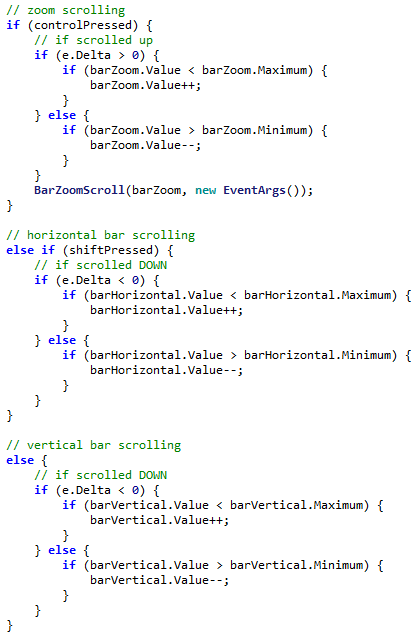 // zoom scrolling
if (controlPressed) {
    // if scrolled up
    if (e.Delta > 0) {
        if (barZoom.Value < barZoom.Maximum) {
            barZoom.Value++;
        }
    } else {
        if (barZoom.Value > barZoom.Minimum) {
            barZoom.Value--;
        }
    }
    BarZoomScroll(barZoom, new EventArgs());
}

// horizontal bar scrolling
else if (shiftPressed) {
    // if scrolled DOWN
    if (e.Delta < 0) {
        if (barHorizontal.Value < barHorizontal.Maximum) {
            barHorizontal.Value++;
        }
    } else {
        if (barHorizontal.Value > barHorizontal.Minimum) {
            barHorizontal.Value--;
        }
    }
}

// vertical bar scrolling
else {
    // if scrolled DOWN
    if (e.Delta < 0) {
        if (barVertical.Value < barVertical.Maximum) {
            barVertical.Value++;
        }
    } else {
        if (barVertical.Value > barVertical.Minimum) {
            barVertical.Value--;
        }
    }
}